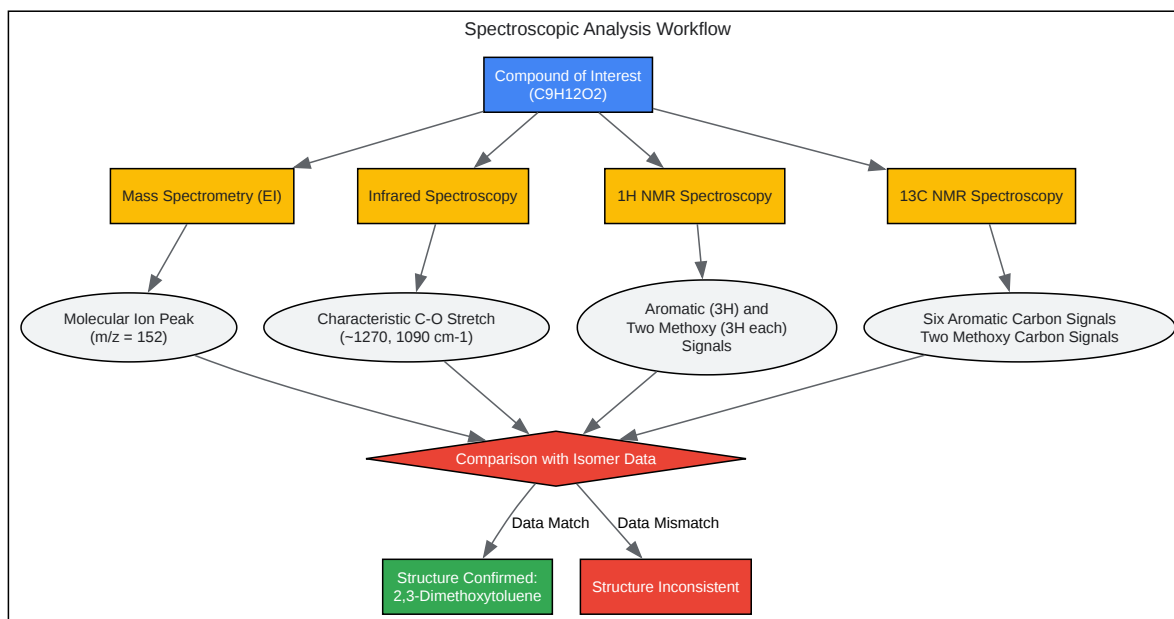 Spectroscopic Analysis Workflow
Compound of Interest
(C9H12O2)
Mass Spectrometry (EI)
Infrared Spectroscopy
1H NMR Spectroscopy
13C NMR Spectroscopy
Molecular Ion Peak
(m/z = 152)
Characteristic C-O Stretch
(~1270, 1090 cm-1)
Aromatic (3H) and
Two Methoxy (3H each)
Signals
Six Aromatic Carbon Signals
Two Methoxy Carbon Signals
Comparison with Isomer Data
Data Match
Data Mismatch
Structure Confirmed:
2,3-Dimethoxytoluene
Structure Inconsistent